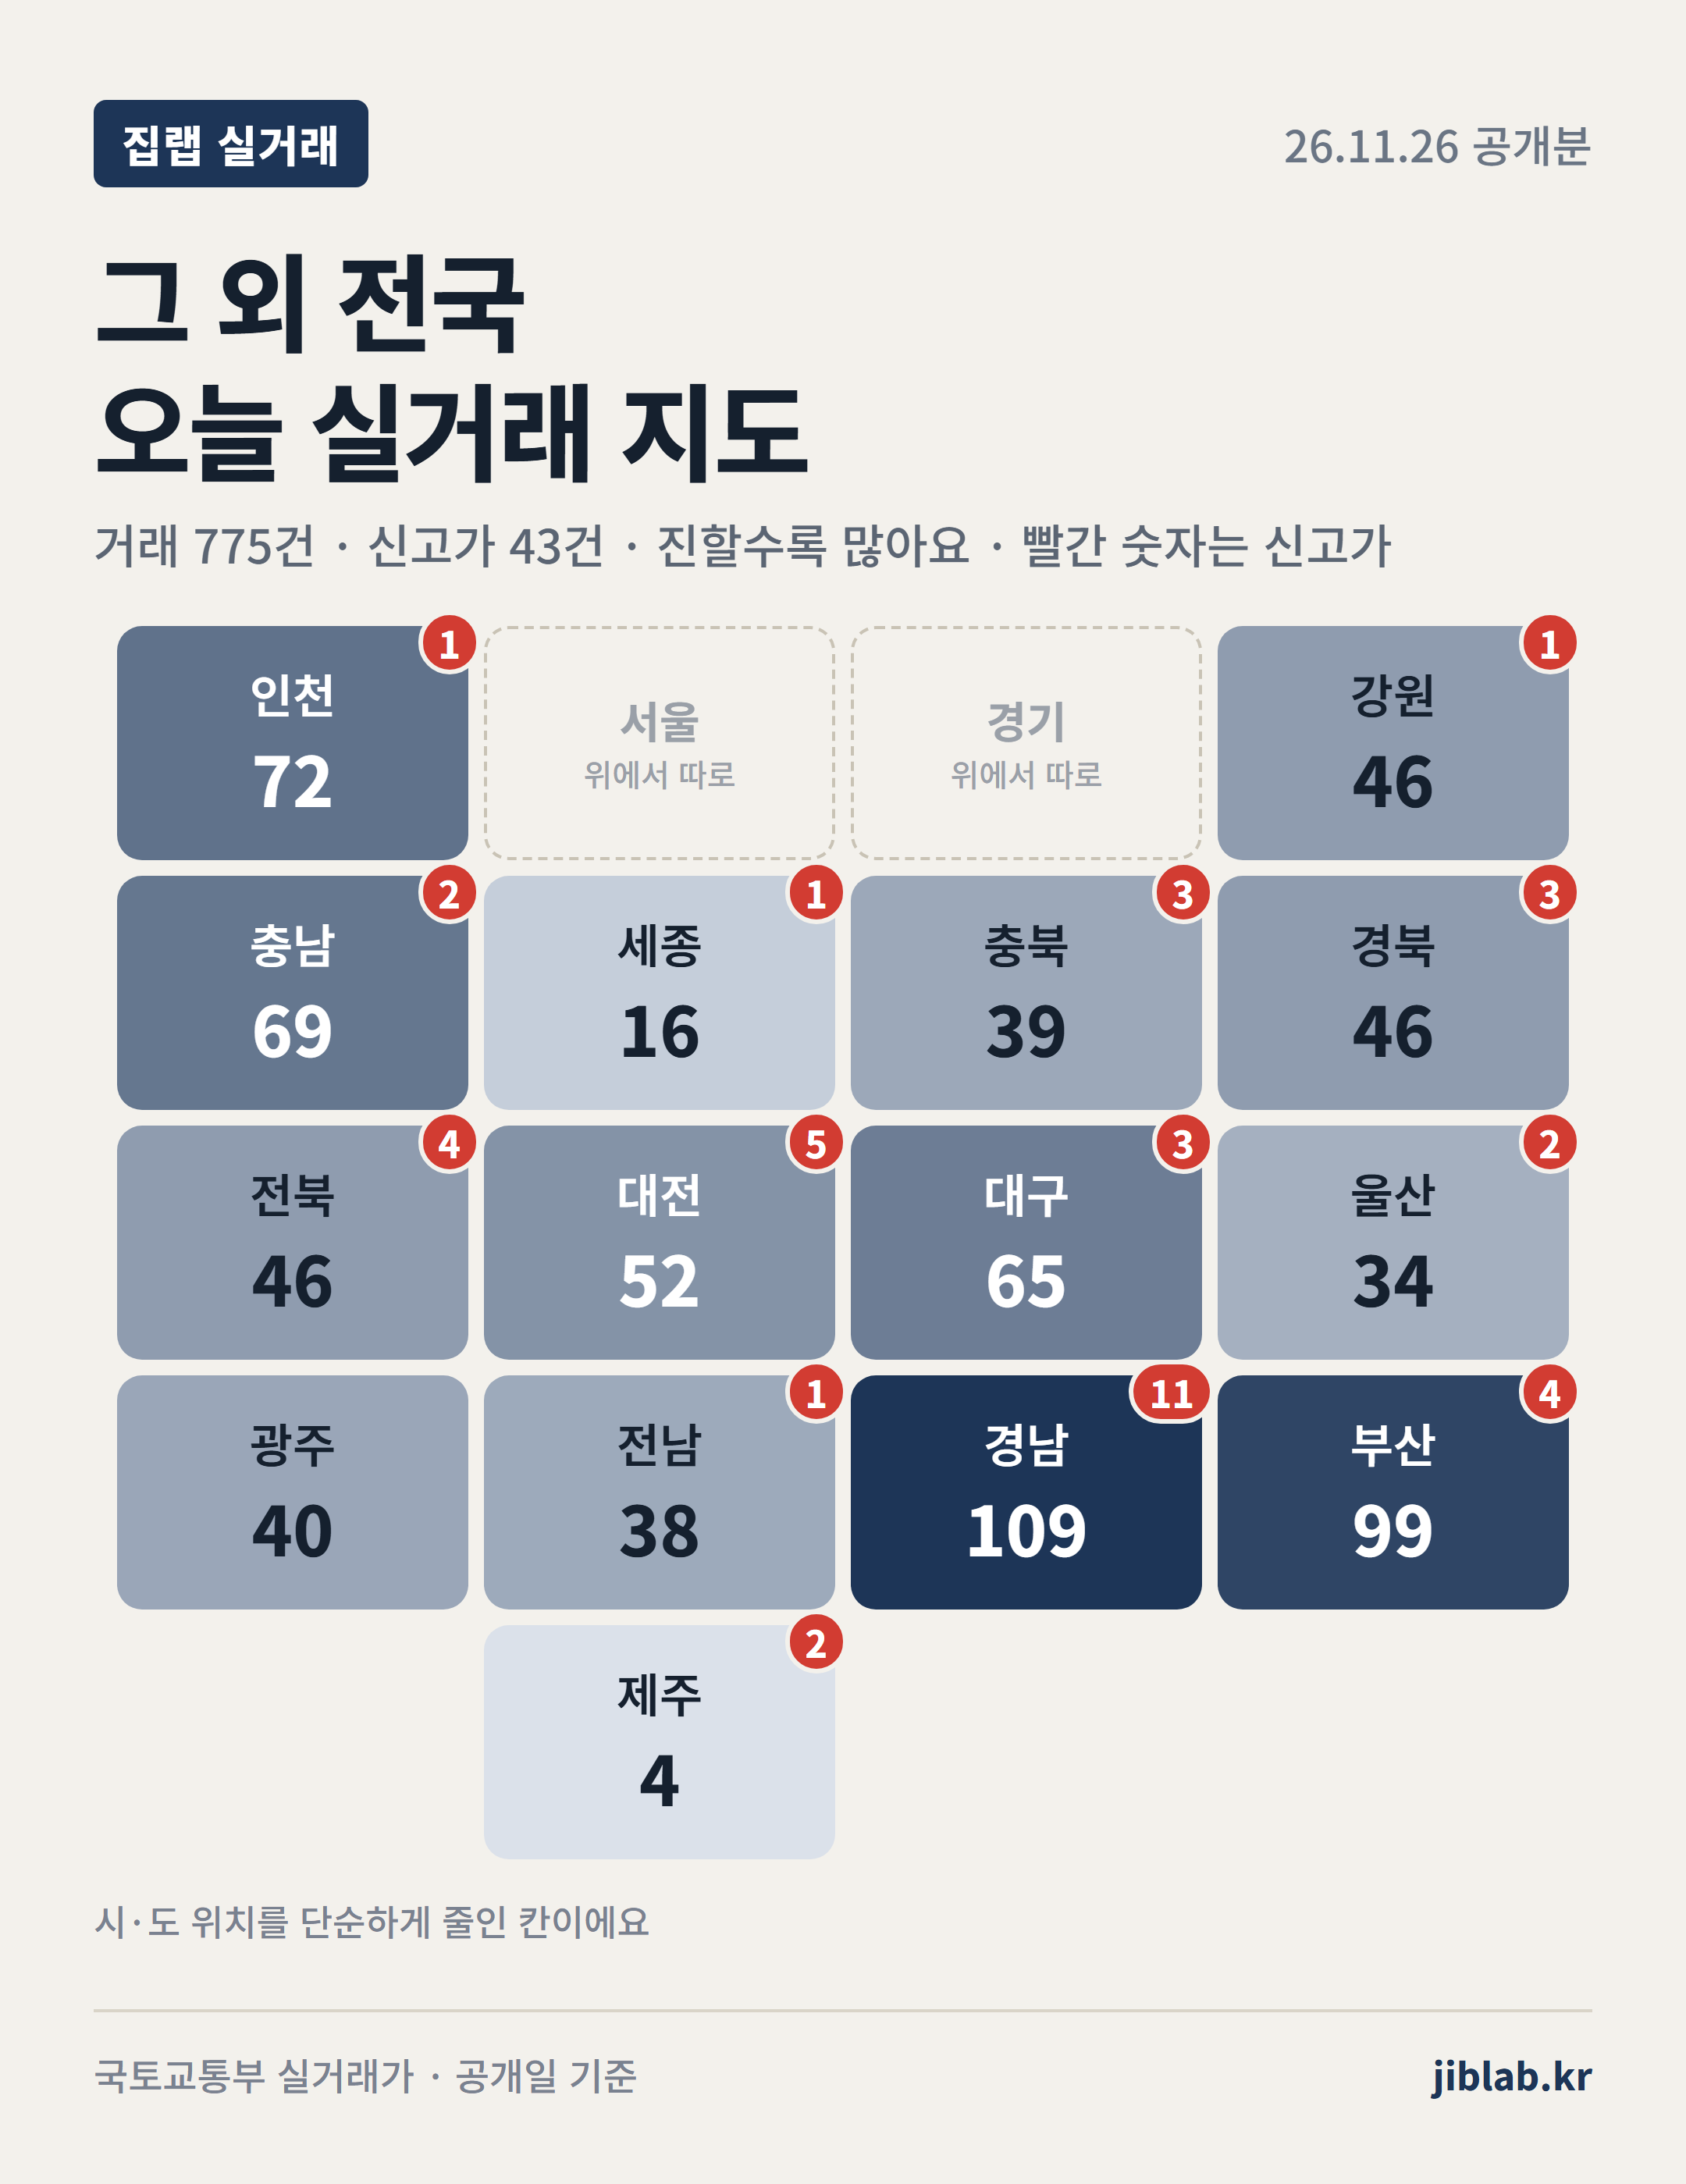 집랩 실거래
26.11.26 공개분
그 외 전국
오늘 실거래 지도
거래 775건 · 신고가 43건 · 진할수록 많아요 · 빨간 숫자는 신고가
1
인천
72
서울
위에서 따로
경기
위에서 따로
1
강원
46
2
충남
69
1
세종
16
3
충북
39
3
경북
46
4
전북
46
5
대전
52
3
대구
65
2
울산
34
광주
40
1
전남
38
11
경남
109
4
부산
99
2
제주
4
시·도 위치를 단순하게 줄인 칸이에요
국토교통부 실거래가 · 공개일 기준
jiblab.kr